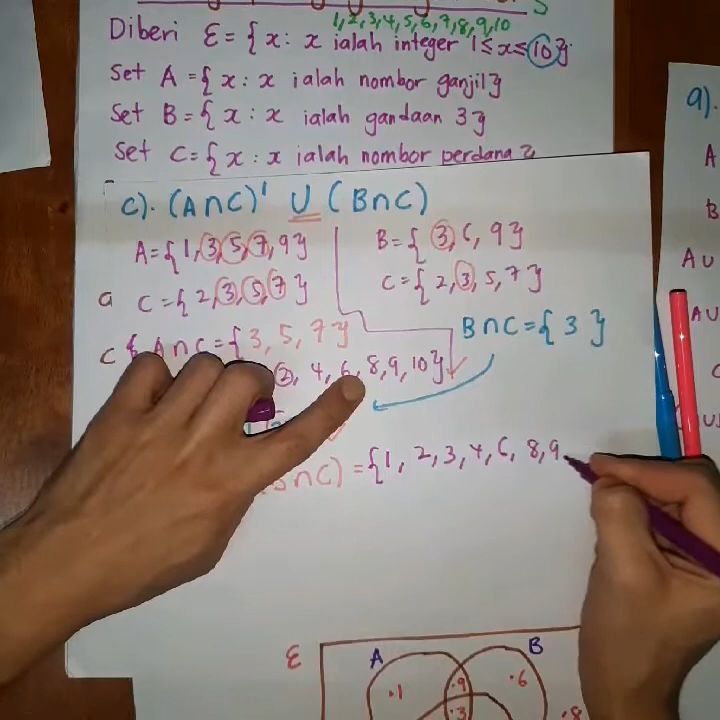 S
1,2,3,4,5,6,7,8,9,10
Diberi ε = { x : x ialah integer 1≤x≤10}
Set A = { x : x ialah nombor ganjil}
Set B = { x : x ialah gandaan 3}
Set C = { x : x ialah nombor perdana }
c). (A∩C)' ∪ (B∩C)
A={1,3,5,7,9}
a C={2,3,5,7}
B={3,6,9}
C={2,3,5,7}
c { A∩C={3,5,7}
B∩C={3}
2, 4, 6, 8, 9, 10}
∩C) = {1, 2, 3, 4, 6, 8, 9
ε
A
B
.1
.9
.6
.3
.8
a).
A
B
A∪
A∪